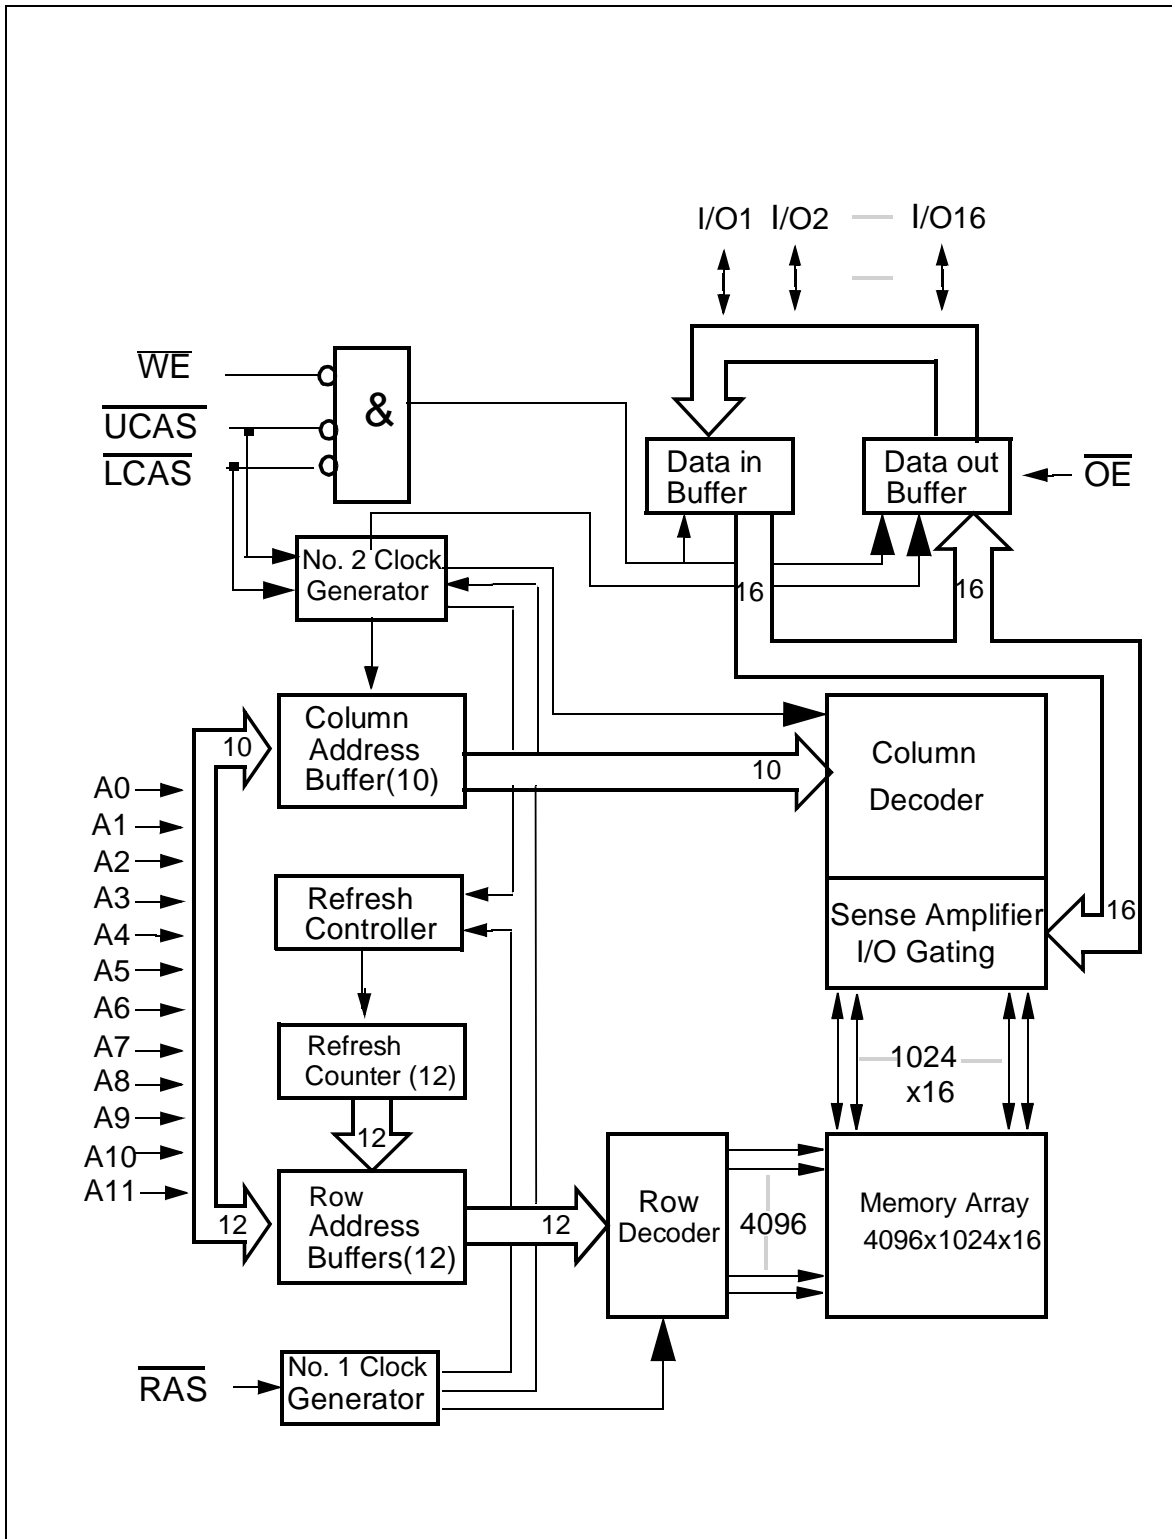 I/O1 I/O2 I/O16
WE
UCAS
LCAS
&
Data in
Buffer
Data out
Buffer
OE
No. 2 Clock
Generator
16
16
Column
Address
Buffer(10)
10
10
Column
Decoder
A0
A1
A2
A3
A4
A5
A6
A7
A8
A9
A10
A11
Refresh
Controller
Sense Amplifier
I/O Gating
16
Refresh
Counter (12)
1024
x16
12
Row
Address
Buffers(12)
12
12
Row
Decoder
4096
Memory Array
4096x1024x16
RAS
No. 1 Clock
Generator